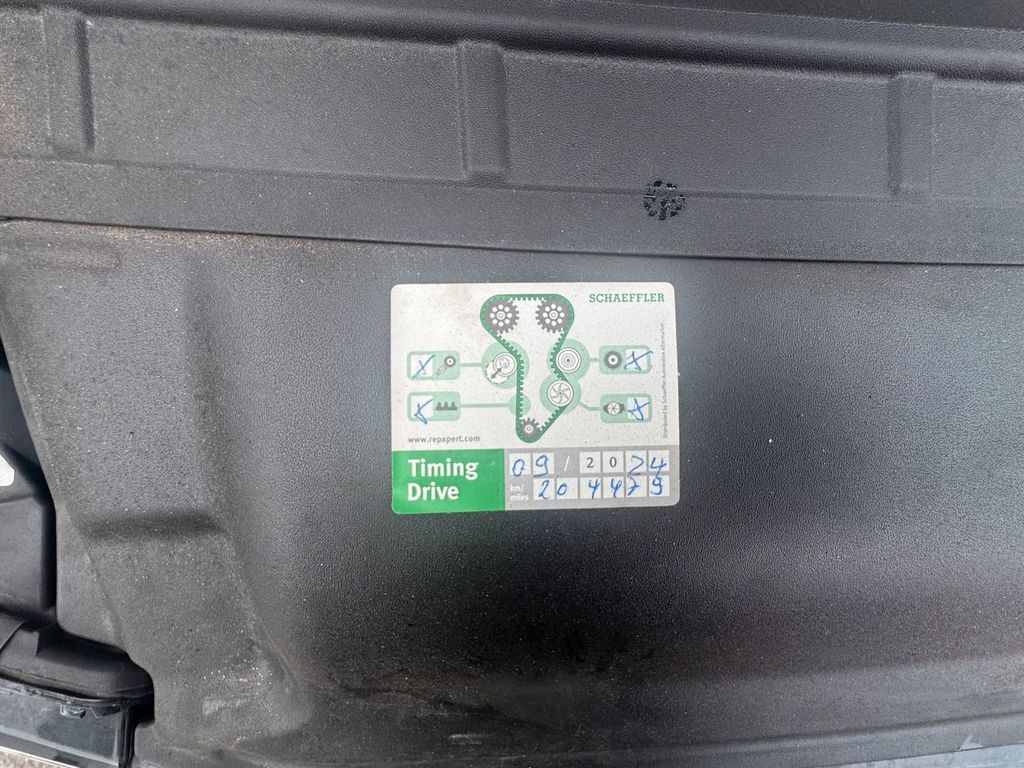 SCHAEFFLER
Distributed by Schaeffler Automotive Aftermarket
www.repxpert.com
Timing
Drive
09 / 2024
km/
miles
204479